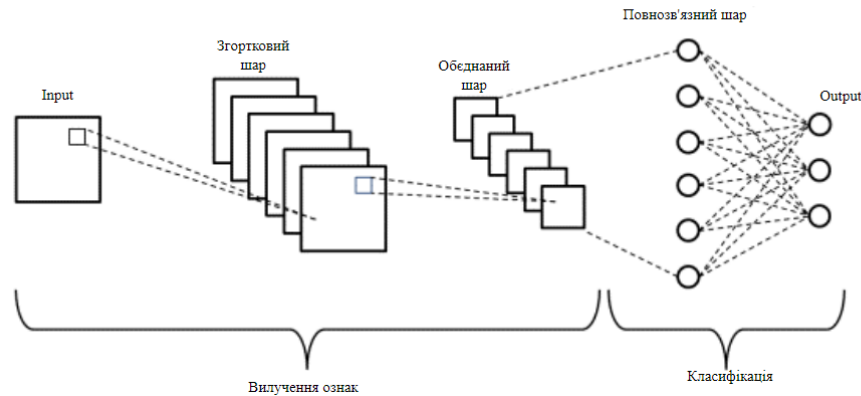 Повнозв'язний шар
Згортковий
шар
Обєднаний
шар
Input
Output
Вилучення ознак
Класифікація